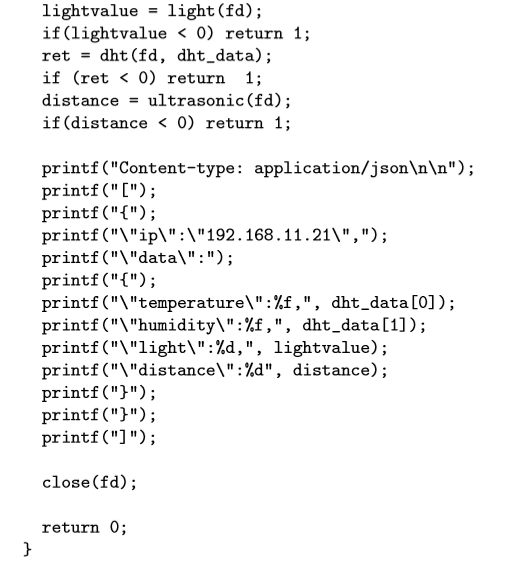 lightvalue = light(fd);
if(lightvalue < 0) return 1;
ret = dht(fd, dht_data);
if (ret < 0) return  1;
distance = ultrasonic(fd);
if(distance < 0) return 1;

printf("Content-type: application/json\n\n");
printf("[");
printf("{");
printf("\"ip\":\"192.168.11.21\",");
printf("\"data\":");
printf("{");
printf("\"temperature\":%f,", dht_data[0]);
printf("\"humidity\":%f,", dht_data[1]);
printf("\"light\":%d,", lightvalue);
printf("\"distance\":%d", distance);
printf("}");
printf("}");
printf("]");

close(fd);

return 0;
}